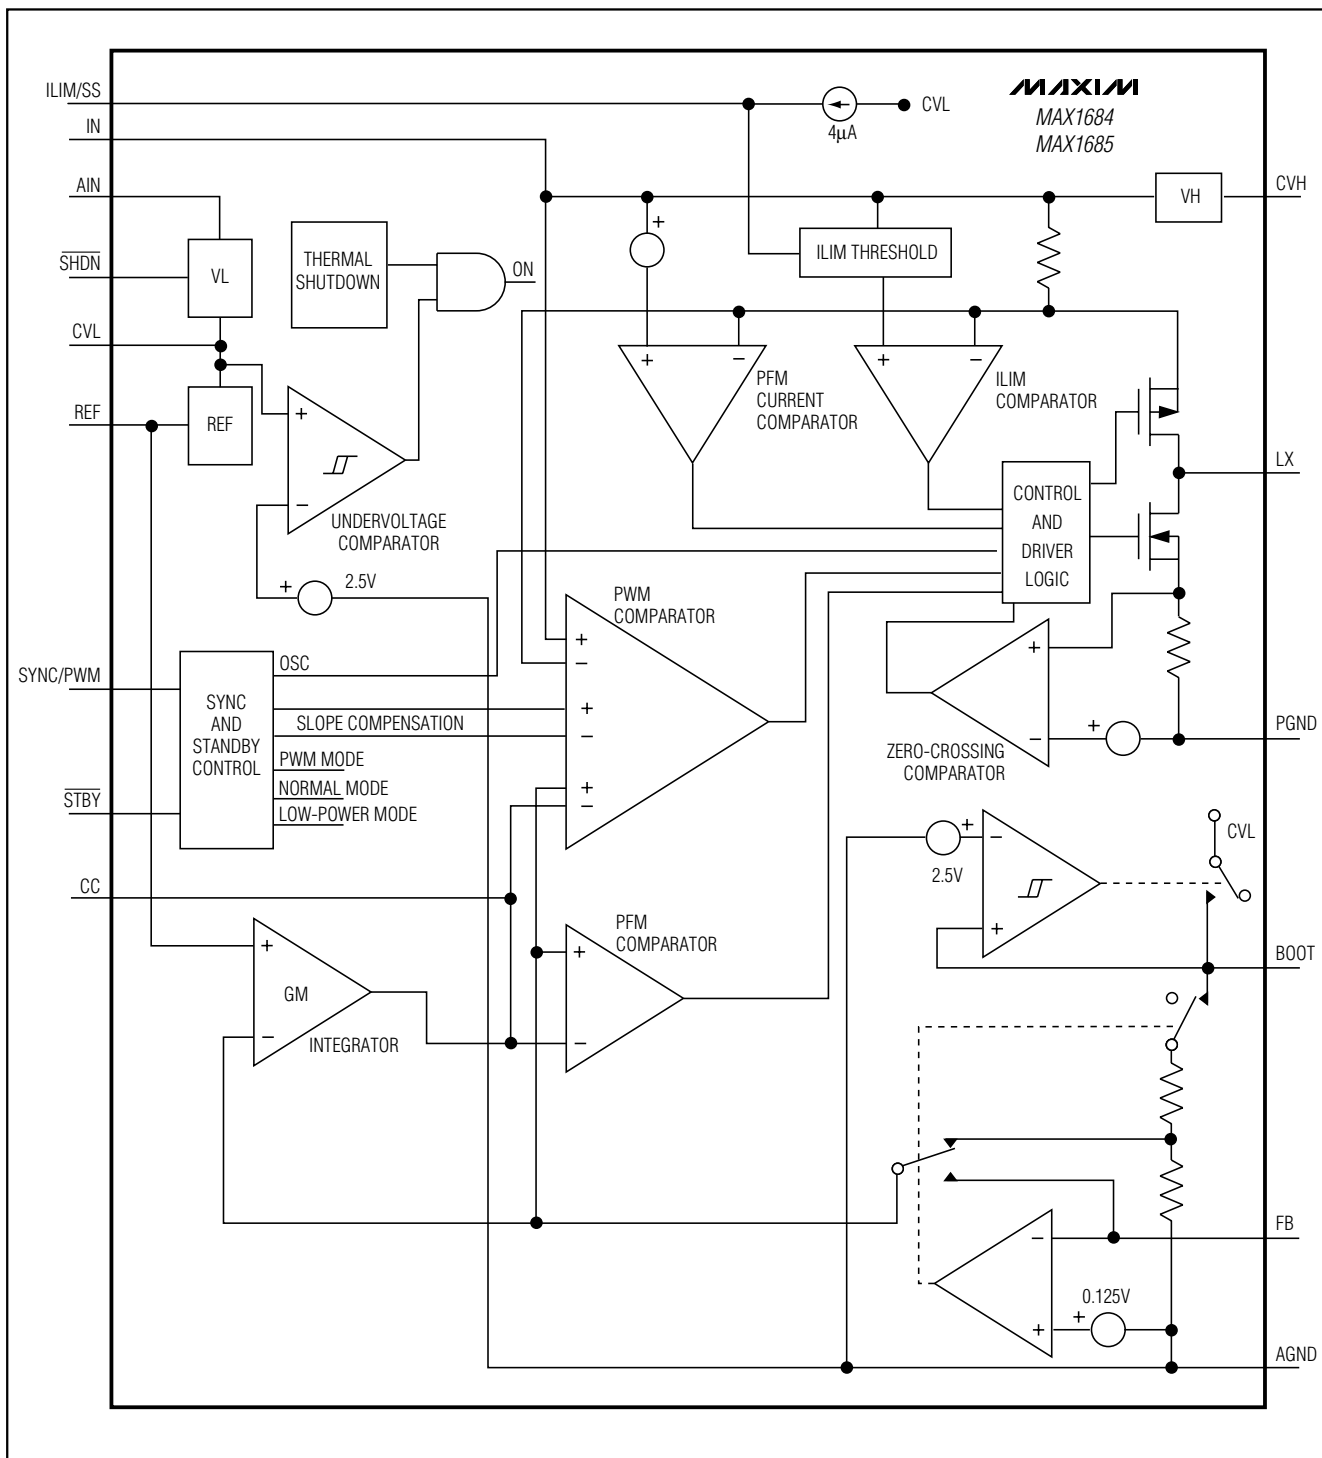 ILIM/SS
CVL
4µA
MAXIM
MAX1684
MAX1685
IN
AIN
VH
CVH
THERMAL
SHUTDOWN
ON
+
ILIM THRESHOLD
SHDN
VL
CVL
+
−
+
−
PFM
CURRENT
COMPARATOR
ILIM
COMPARATOR
REF
REF
+
−
UNDERVOLTAGE
COMPARATOR
LX
CONTROL
AND
DRIVER
LOGIC
+
2.5V
PWM
COMPARATOR
+
−
+
−
+
−
SYNC/PWM
OSC
SYNC
AND
STANDBY
CONTROL
SLOPE COMPENSATION
PWM MODE
NORMAL MODE
LOW-POWER MODE
STBY
+
−
+
ZERO-CROSSING
COMPARATOR
PGND
+
2.5V
−
+
CVL
CC
PFM
COMPARATOR
+
−
+
−
GM
INTEGRATOR
BOOT
−
+
FB
0.125V
+
AGND